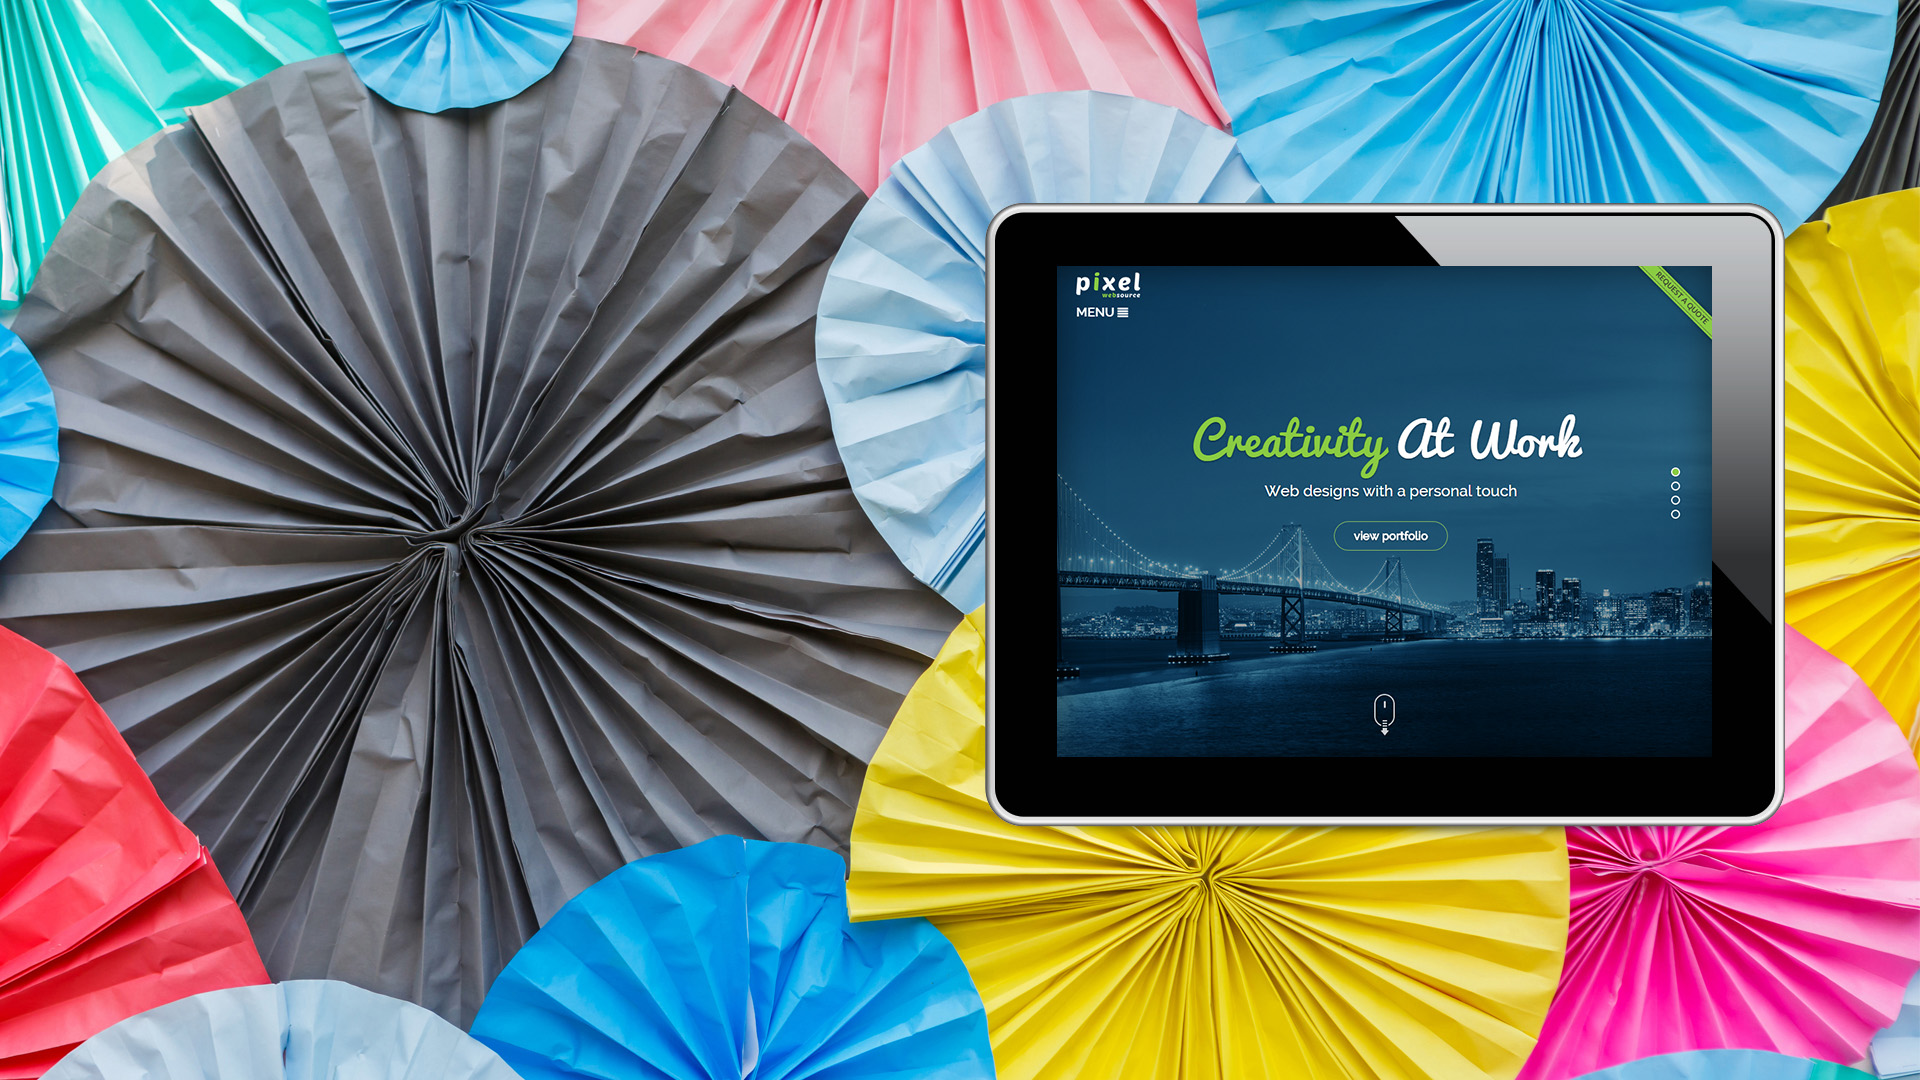 pixel
websource
MENU
REQUEST A QUOTE
Creativity At Work
Web designs with a personal touch
view portfolio